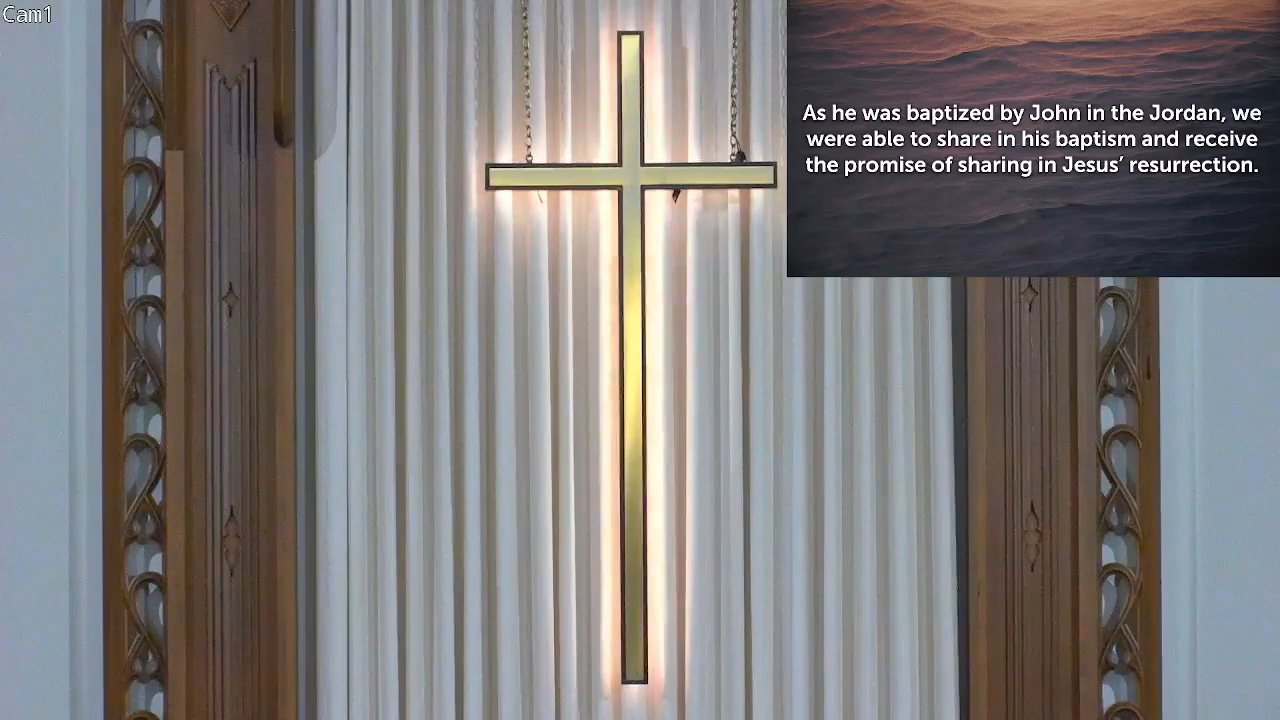 Cam1
As he was baptized by John in the Jordan, we
were able to share in his baptism and receive
the promise of sharing in Jesus’ resurrection.